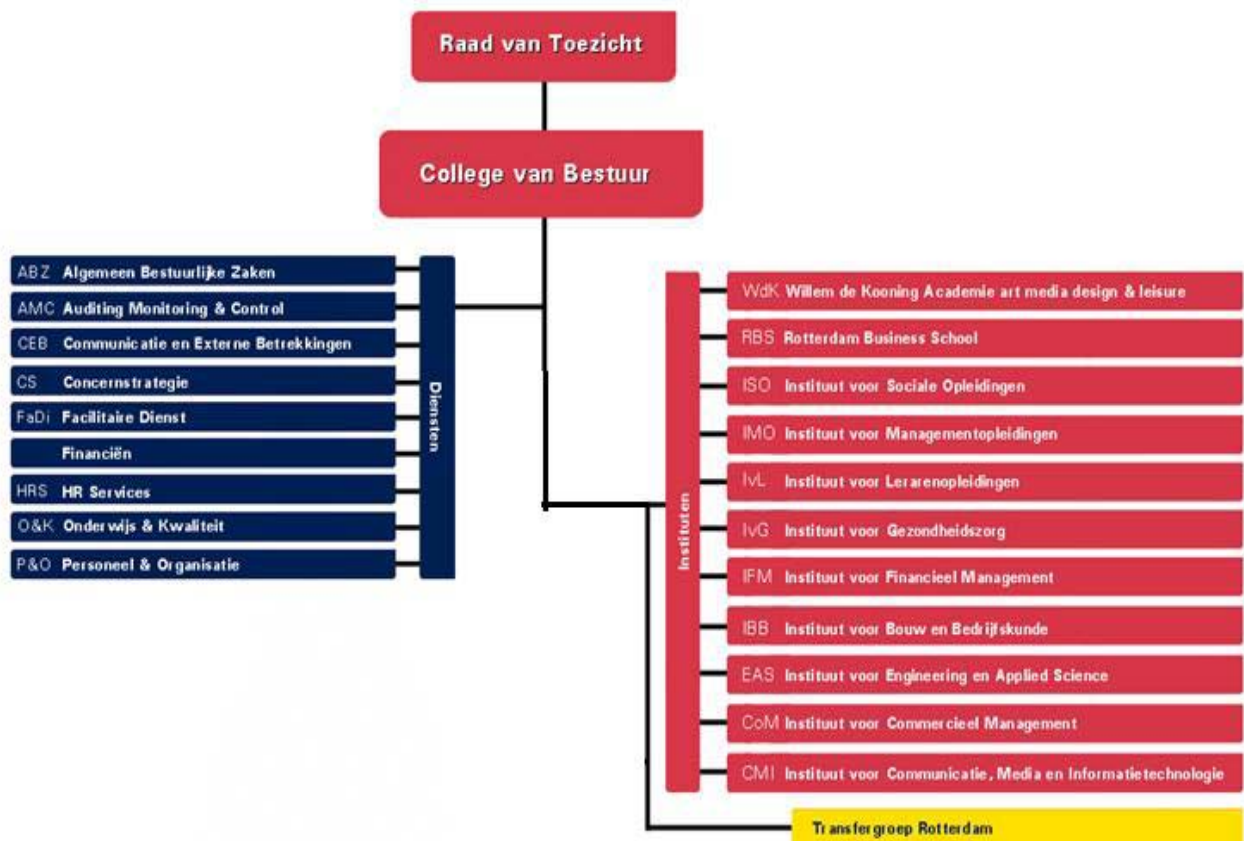 Raad van Toezicht
College van Bestuur
ABZ Algemeen Bestuurlijke Zaken
AMC Auditing Monitoring & Control
CEB Communicatie en Externe Betrekkingen
CS Concernstrategie
FaDi Facilitaire Dienst
Financiën
HRS HR Services
O&K Onderwijs & Kwaliteit
P&O Personeel & Organisatie
Diensten
Instituten
WdK Willem de Kooning Academie art media design & leisure
RBS Rotterdam Business School
ISO Instituut voor Sociale Opleidingen
IMO Instituut voor Managementopleidingen
IvL Instituut voor Lerarenopleidingen
IvG Instituut voor Gezondheidszorg
IFM Instituut voor Financieel Management
IBB Instituut voor Bouw en Bedrijfskunde
EAS Instituut voor Engineering en Applied Science
CoM Instituut voor Commercieel Management
CMI Instituut voor Communicatie, Media en Informatietechnologie
Transfergroep Rotterdam